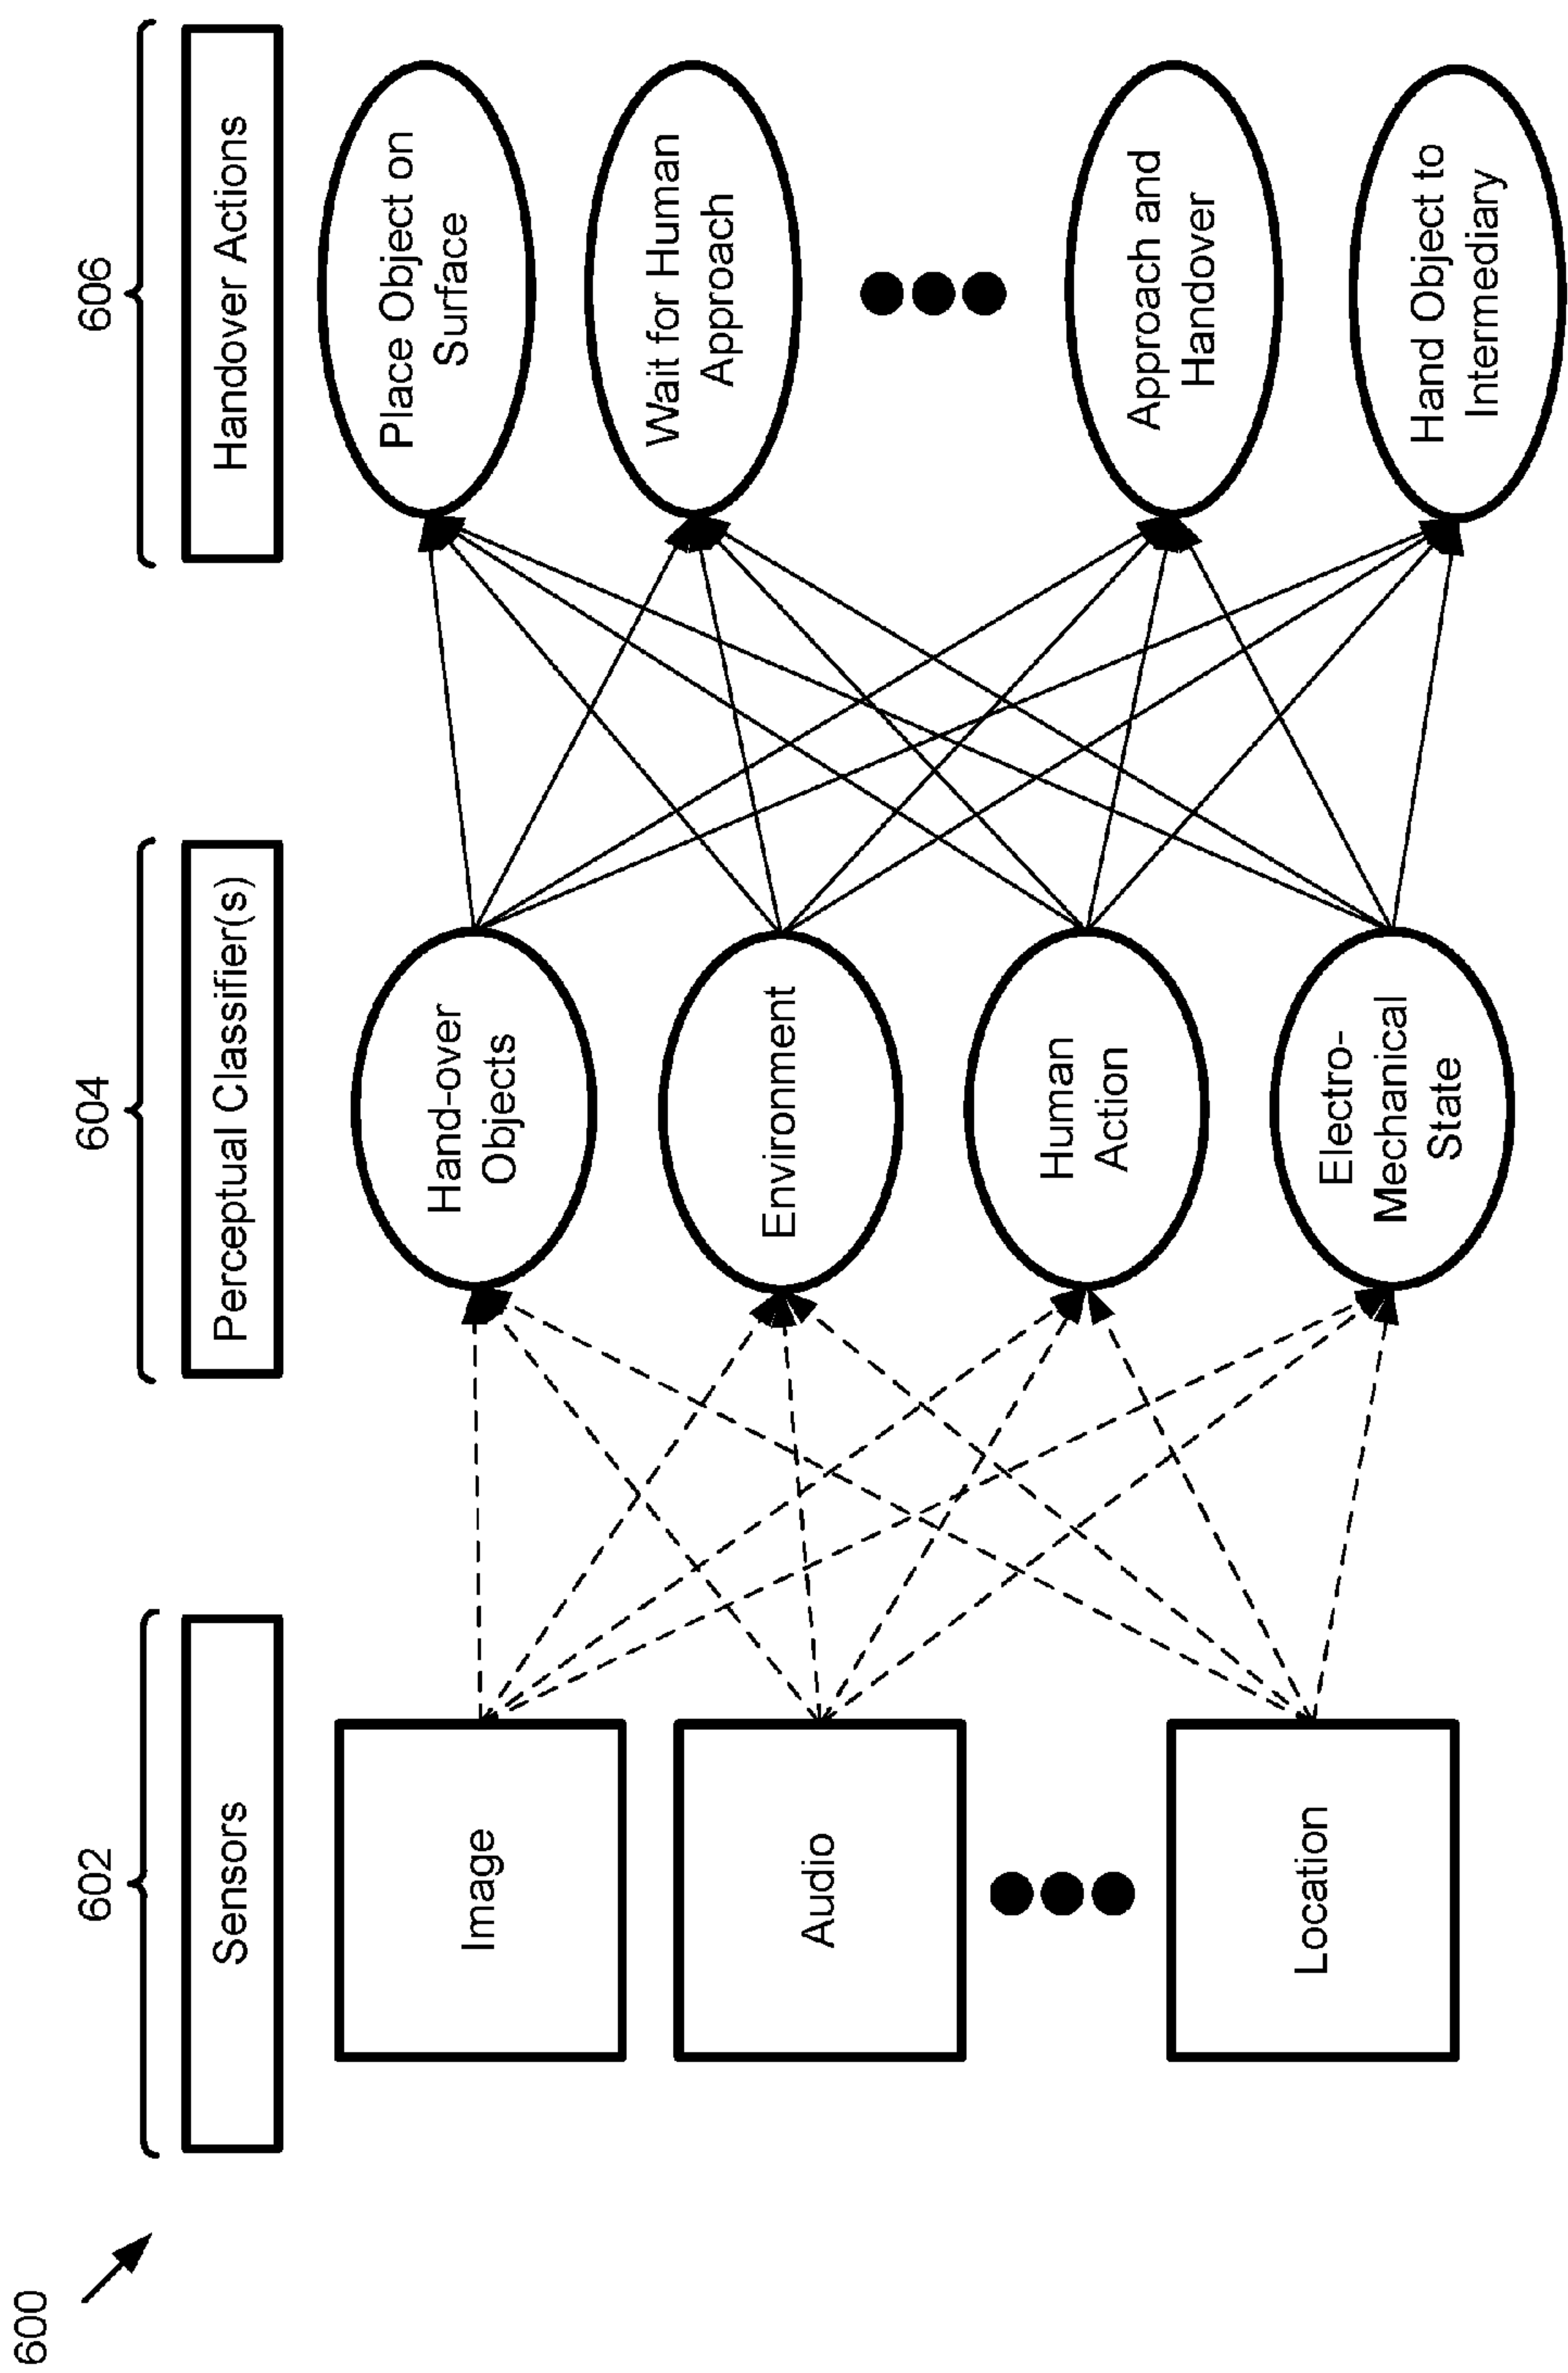 600
602
604
606
Sensors
Perceptual Classifier(s)
Handover Actions
Image
Audio
Location
Hand-over
Objects
Environment
Human
Action
Electro-
Mechanical
State
Place Object on
Surface
Wait for Human
Approach
Approach and
Handover
Hand Object to
Intermediary